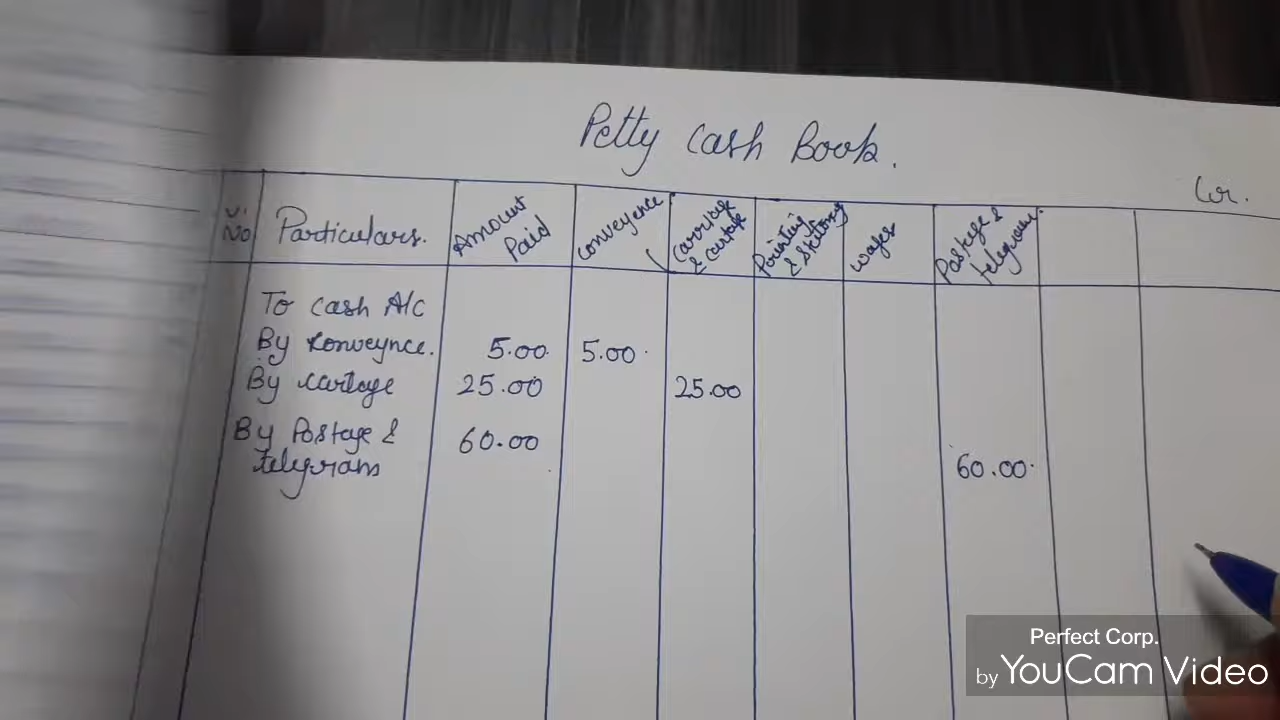 Petty Cash Book.
Cr.
V. No Particulars. Amount Paid Conveyence Carriage & Cartage Printing & Stationy Wages Postage & telegrams.
To cash A/c
By Conveynce. 5.00 5.00
By cartage 25.00 25.00
By Postage & 60.00
telegrams 60.00
Perfect Corp.
by YouCam Video